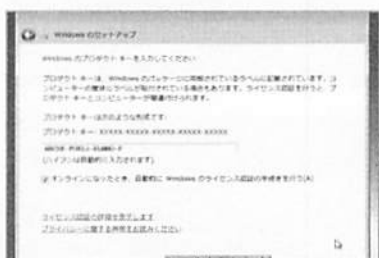 Windows のセットアップ
Windows のプロダクト キーを入力してください
プロダクト キーは、Windows のパッケージに同梱されているラベルに記載されています。コ
ンピューターの筐体にラベルが貼付されている場合もあります。ライセンス認証を行うと、プ
ロダクト キーとコンピューターが関連付けられます。
プロダクト キーは次のような形式です:
プロダクト キー: XXXXX-XXXXX-XXXXX-XXXXX-XXXXX
(ハイフンは自動的に入力されます)
オンラインになったとき、自動的に Windows のライセンス認証の手続きを行う(A)
ライセンス認証の詳細を表示します
プライバシーに関する声明をお読みください